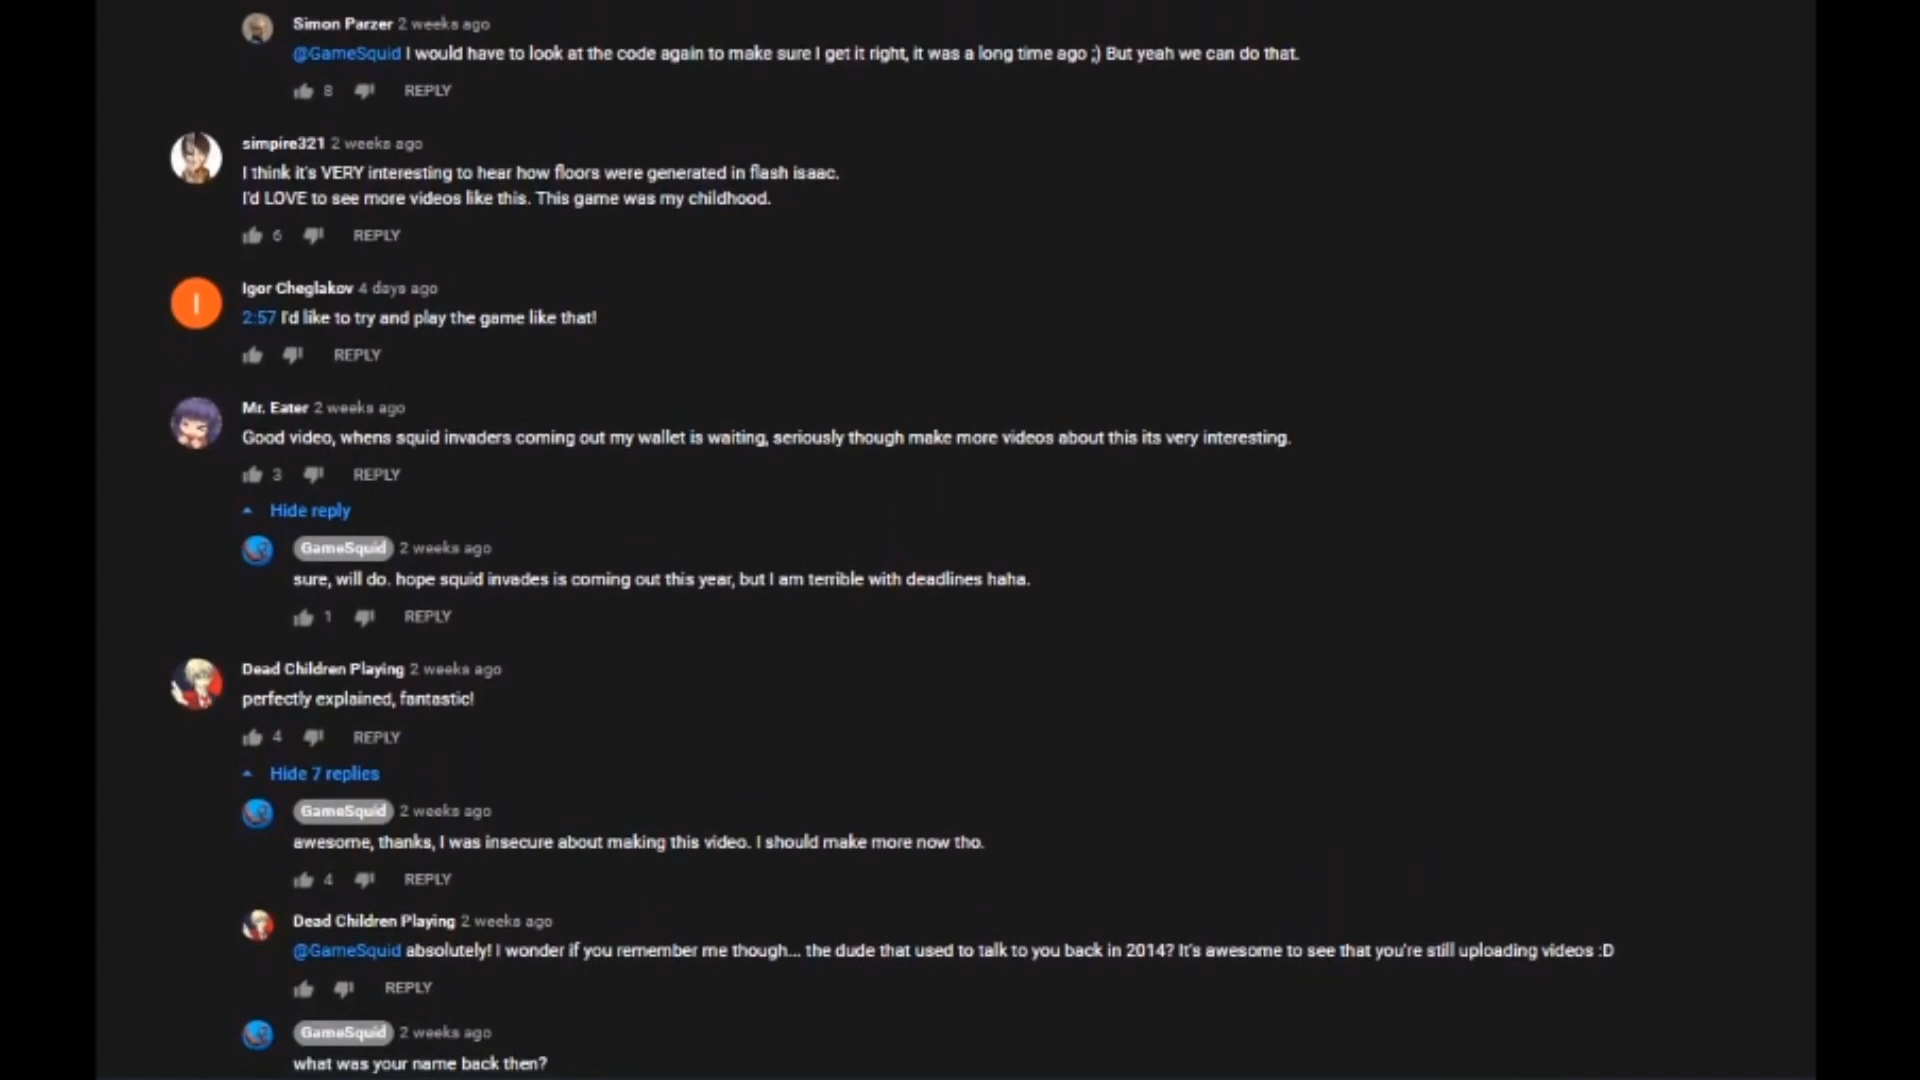 Simon Parzer 2 weeks ago
@GameSquid I would have to look at the code again to make sure I get it right, it was a long time ago ;) But yeah we can do that.
8 REPLY
simpire321 2 weeks ago
I think it's VERY interesting to hear how floors were generated in flash isaac.
I'd LOVE to see more videos like this. This game was my childhood.
6 REPLY
I
Igor Cheglakov 4 days ago
2:57 I'd like to try and play the game like that!
REPLY
Mr. Eater 2 weeks ago
Good video, whens squid invaders coming out my wallet is waiting, seriously though make more videos about this its very interesting.
3 REPLY
Hide reply
GameSquid 2 weeks ago
sure, will do. hope squid invades is coming out this year, but I am terrible with deadlines haha.
1 REPLY
Dead Children Playing 2 weeks ago
perfectly explained, fantastic!
4 REPLY
Hide 7 replies
GameSquid 2 weeks ago
awesome, thanks, I was insecure about making this video. I should make more now tho.
4 REPLY
Dead Children Playing 2 weeks ago
@GameSquid absolutely! I wonder if you remember me though... the dude that used to talk to you back in 2014? It's awesome to see that you're still uploading videos :D
REPLY
GameSquid 2 weeks ago
what was your name back then?